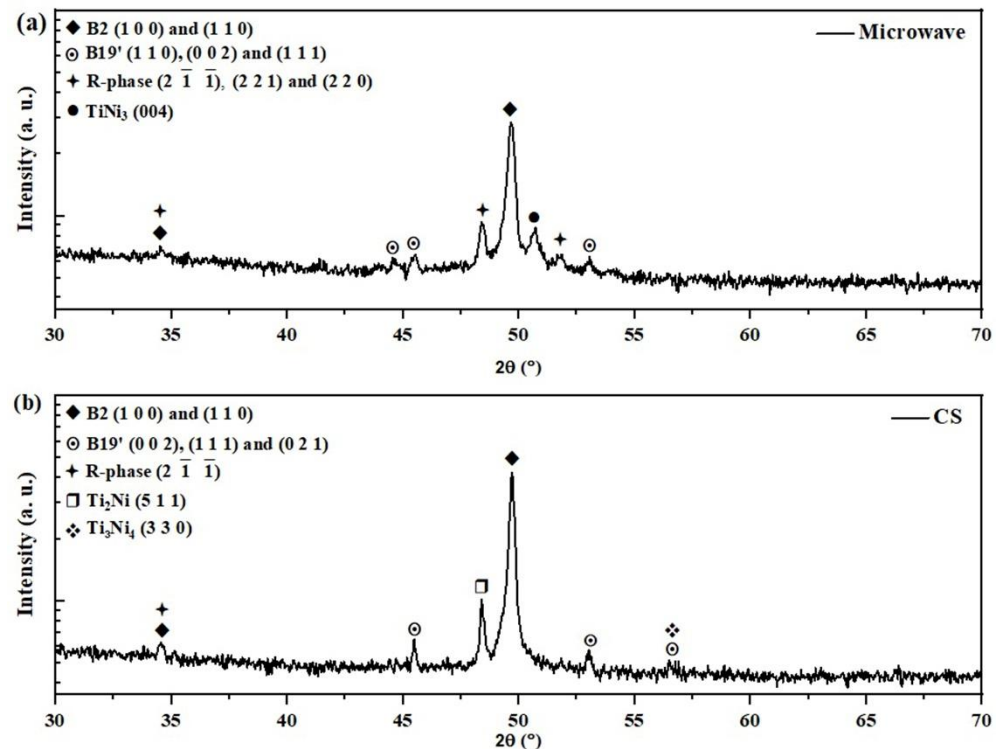 (a)
◆ B2 (1 0 0) and (1 1 0)
⊙ B19' (1 1 0), (0 0 2) and (1 1 1)
✦ R-phase (2 1̅ 1̅), (2 2 1) and (2 2 0)
● TiNi₃ (004)
Microwave
Intensity (a. u.)
30 35 40 45 50 55 60 65 70
2θ (°)
(b)
◆ B2 (1 0 0) and (1 1 0)
⊙ B19' (0 0 2), (1 1 1) and (0 2 1)
✦ R-phase (2 1̅ 1̅)
❒ Ti₂Ni (5 1 1)
❖ Ti₃Ni₄ (3 3 0)
CS
Intensity (a. u.)
30 35 40 45 50 55 60 65 70
2θ (°)